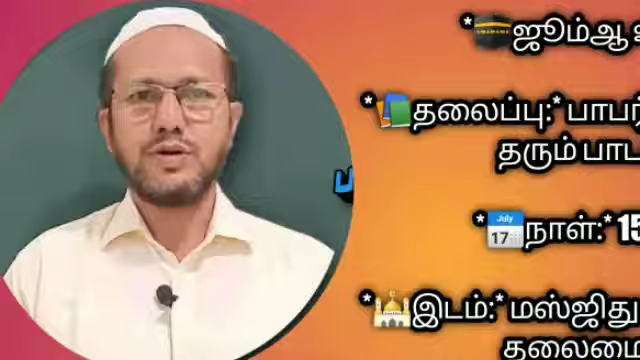 *🕋ஜூம்ஆ
*📚தலைப்பு:* பாபர்
தரும் பாட
*📅நாள்:* 15
*🕌இடம்:* மஸ்ஜிது
தலைமை